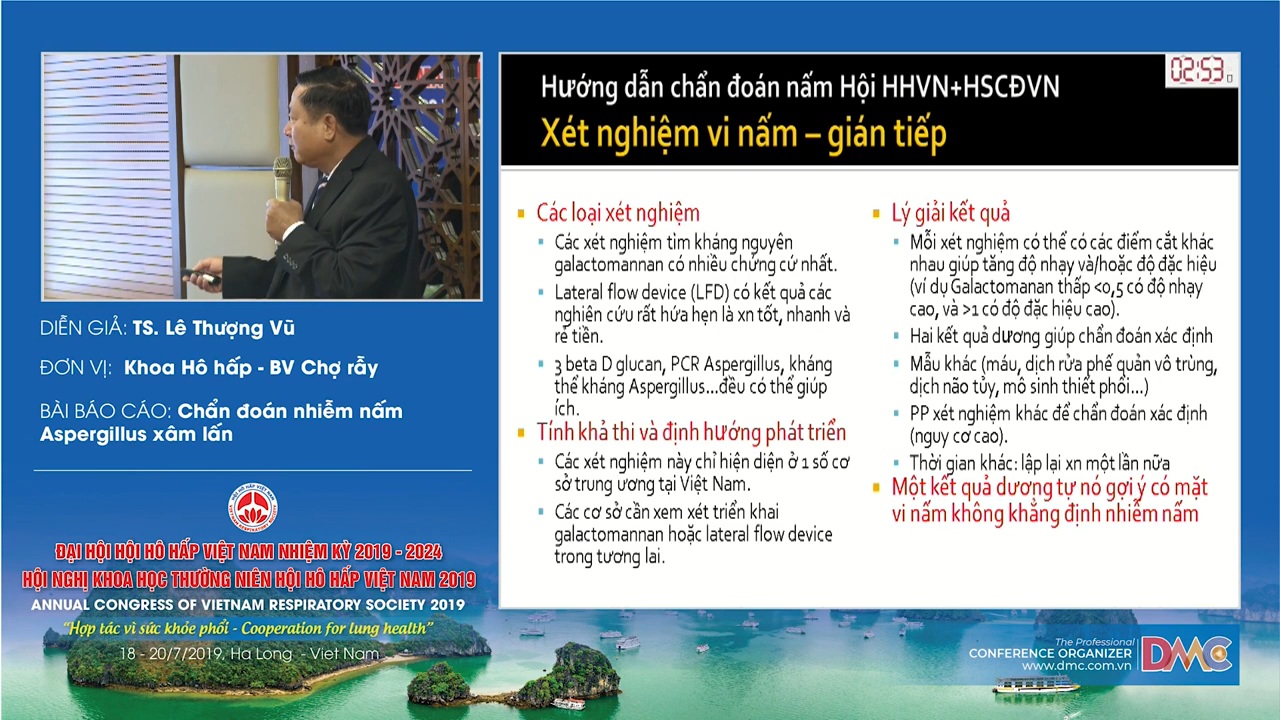 DIỄN GIẢ: TS. Lê Thượng Vũ
ĐƠN VỊ: Khoa Hô hấp - BV Chợ rẫy
BÀI BÁO CÁO: Chẩn đoán nhiễm nấm
Aspergillus xâm lấn
HỘI HÔ HẤP VIỆT NAM
VIETNAM RESPIRATORY SOCIETY
ĐẠI HỘI HỘI HÔ HẤP VIỆT NAM NHIỆM KỲ 2019 - 2024
HỘI NGHỊ KHOA HỌC THƯỜNG NIÊN HỘI HÔ HẤP VIỆT NAM 2019
ANNUAL CONGRESS OF VIETNAM RESPIRATORY SOCIETY 2019
“Hợp tác vì sức khỏe phổi - Cooperation for lung health”
18 - 20/7/2019, Ha Long - Viet Nam
02:53
Hướng dẫn chẩn đoán nấm Hội HHVN+HSCĐVN
Xét nghiệm vi nấm – gián tiếp
Các loại xét nghiệm
Các xét nghiệm tìm kháng nguyên
galactomannan có nhiều chứng cứ nhất.
Lateral flow device (LFD) có kết quả các
nghiên cứu rất hứa hẹn là xn tốt, nhanh và
rẻ tiền.
3 beta D glucan, PCR Aspergillus, kháng
thể kháng Aspergillus...đều có thể giúp
ích.
Tính khả thi và định hướng phát triển
Các xét nghiệm này chỉ hiện diện ở 1 số cơ
sở trung ương tại Việt Nam.
Các cơ sở cần xem xét triển khai
galactomannan hoặc lateral flow device
trong tương lai.
Lý giải kết quả
Mỗi xét nghiệm có thể có các điểm cắt khác
nhau giúp tăng độ nhạy và/hoặc độ đặc hiệu
(ví dụ Galactomanan thấp <0,5 có độ nhạy
cao, và >1 có độ đặc hiệu cao).
Hai kết quả dương giúp chẩn đoán xác định
Mẫu khác (máu, dịch rửa phế quản vô trùng,
dịch não tủy, mô sinh thiết phổi...)
PP xét nghiệm khác để chẩn đoán xác định
(nguy cơ cao).
Thời gian khác: lập lại xn một lần nữa
Một kết quả dương tự nó gợi ý có mặt
vi nấm không khẳng định nhiễm nấm
The Professional
CONFERENCE ORGANIZER
www.dmc.com.vn
DMC